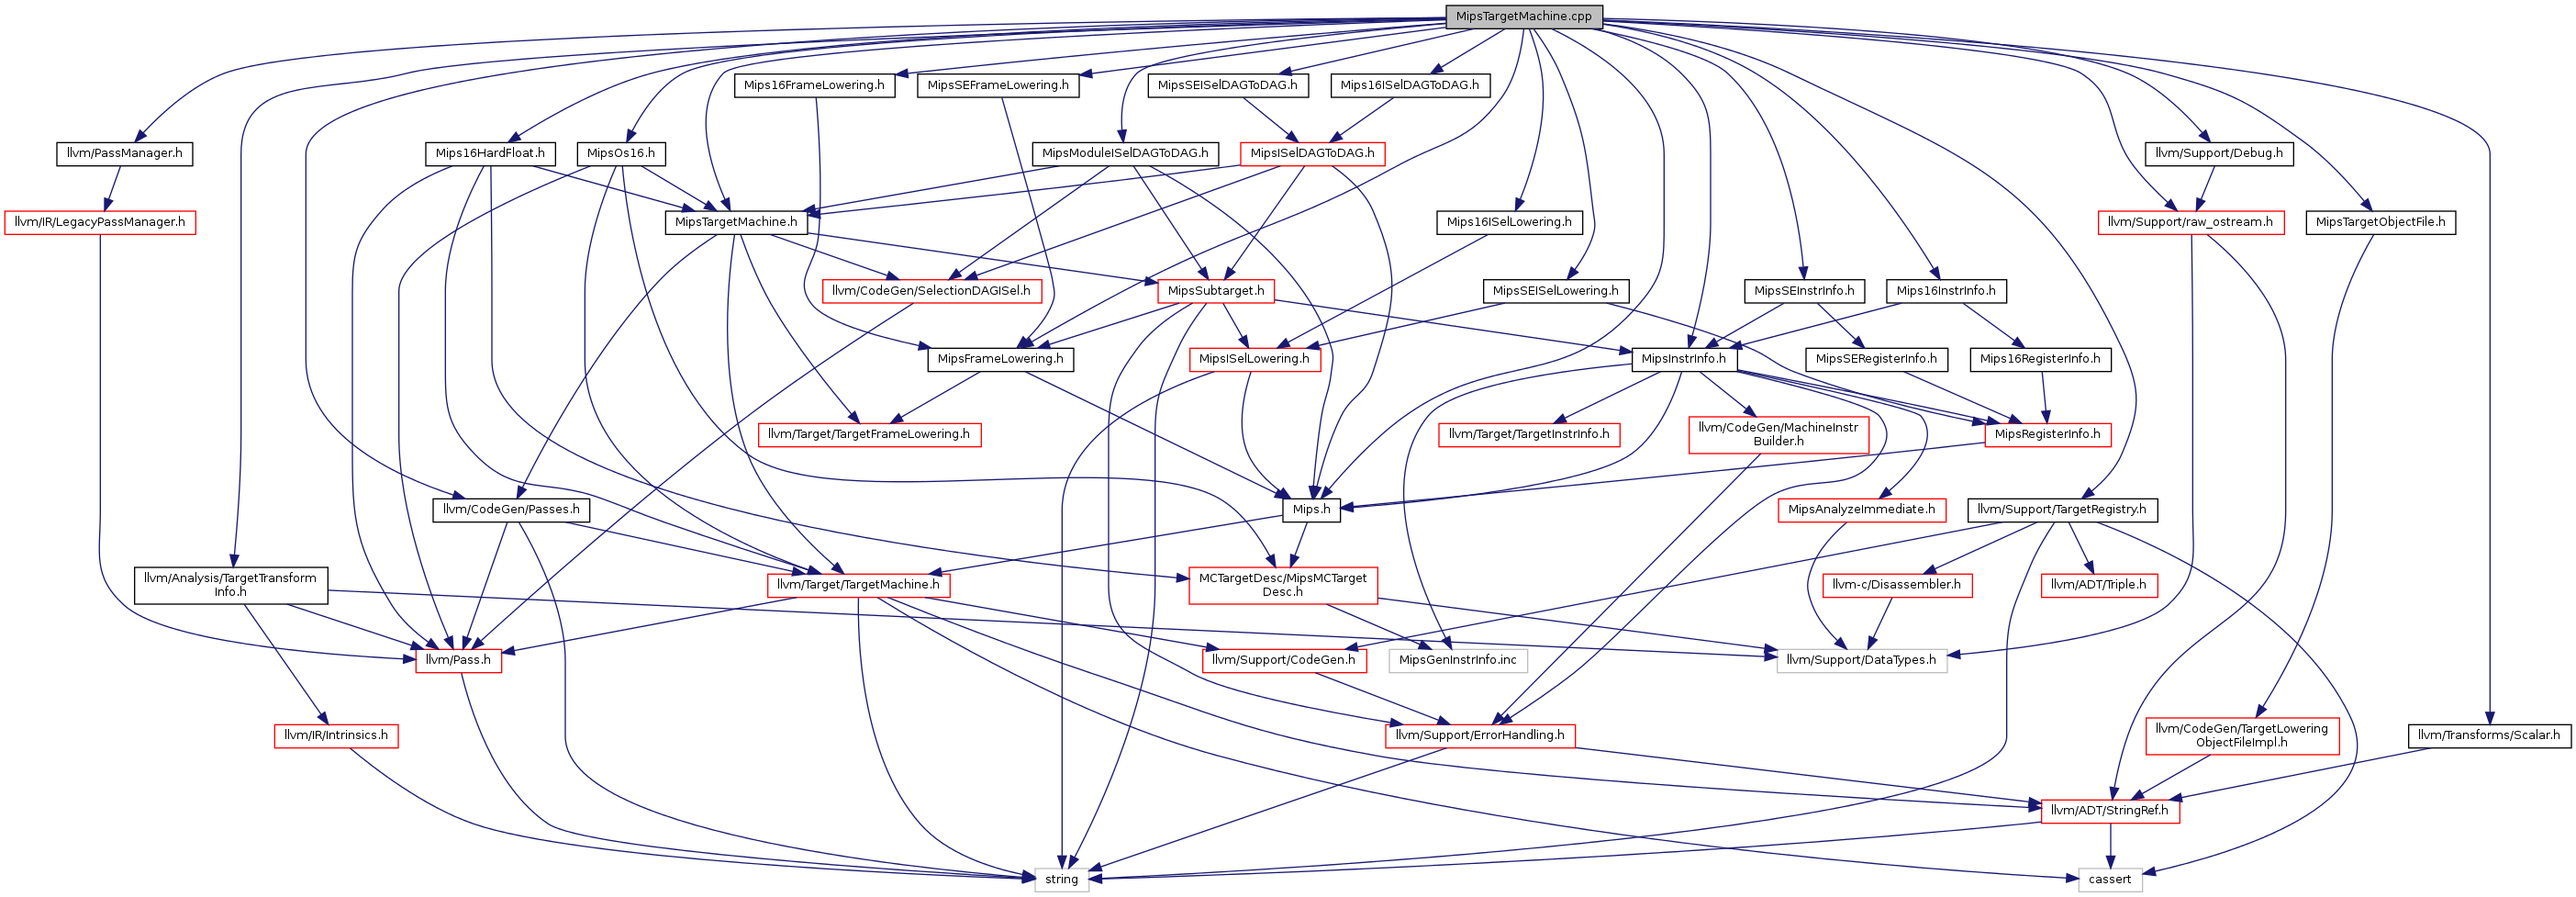 MipsTargetMachine.cpp
Mips16FrameLowering.h
MipsSEFrameLowering.h
MipsSEISelDAGToDAG.h
Mips16ISelDAGToDAG.h
llvm/PassManager.h
Mips16HardFloat.h
MipsOs16.h
MipsModuleISelDAGToDAG.h
MipsISelDAGToDAG.h
llvm/Support/Debug.h
llvm/IR/LegacyPassManager.h
MipsTargetMachine.h
Mips16ISelLowering.h
llvm/Support/raw_ostream.h
MipsTargetObjectFile.h
llvm/CodeGen/SelectionDAGISel.h
MipsSubtarget.h
MipsSEISelLowering.h
MipsSEInstrInfo.h
Mips16InstrInfo.h
MipsFrameLowering.h
MipsISelLowering.h
MipsInstrInfo.h
MipsSERegisterInfo.h
Mips16RegisterInfo.h
llvm/Target/TargetFrameLowering.h
llvm/Target/TargetInstrInfo.h
llvm/CodeGen/MachineInstr
Builder.h
MipsRegisterInfo.h
llvm/CodeGen/Passes.h
Mips.h
MipsAnalyzeImmediate.h
llvm/Support/TargetRegistry.h
llvm/Analysis/TargetTransform
Info.h
llvm/Target/TargetMachine.h
MCTargetDesc/MipsMCTarget
Desc.h
llvm-c/Disassembler.h
llvm/ADT/Triple.h
llvm/Pass.h
llvm/Support/CodeGen.h
MipsGenInstrInfo.inc
llvm/Support/DataTypes.h
llvm/IR/Intrinsics.h
llvm/Support/ErrorHandling.h
llvm/CodeGen/TargetLowering
ObjectFileImpl.h
llvm/Transforms/Scalar.h
llvm/ADT/StringRef.h
string
cassert